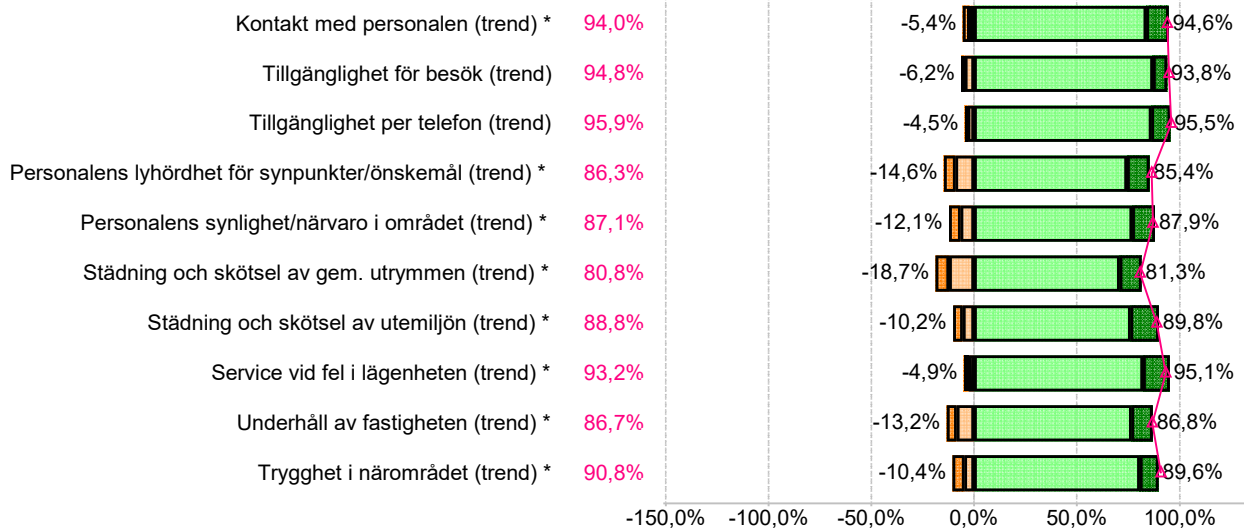 Kontakt med personalen (trend) * 94,0% -5,4% 94,6%
Tillgänglighet för besök (trend) 94,8% -6,2% 93,8%
Tillgänglighet per telefon (trend) 95,9% -4,5% 95,5%
Personalens lyhördhet för synpunkter/önskemål (trend) * 86,3% -14,6% 85,4%
Personalens synlighet/närvaro i området (trend) * 87,1% -12,1% 87,9%
Städning och skötsel av gem. utrymmen (trend) * 80,8% -18,7% 81,3%
Städning och skötsel av utemiljön (trend) * 88,8% -10,2% 89,8%
Service vid fel i lägenheten (trend) * 93,2% -4,9% 95,1%
Underhåll av fastigheten (trend) * 86,7% -13,2% 86,8%
Trygghet i närområdet (trend) * 90,8% -10,4% 89,6%
-150,0% -100,0% -50,0% 0,0% 50,0% 100,0%